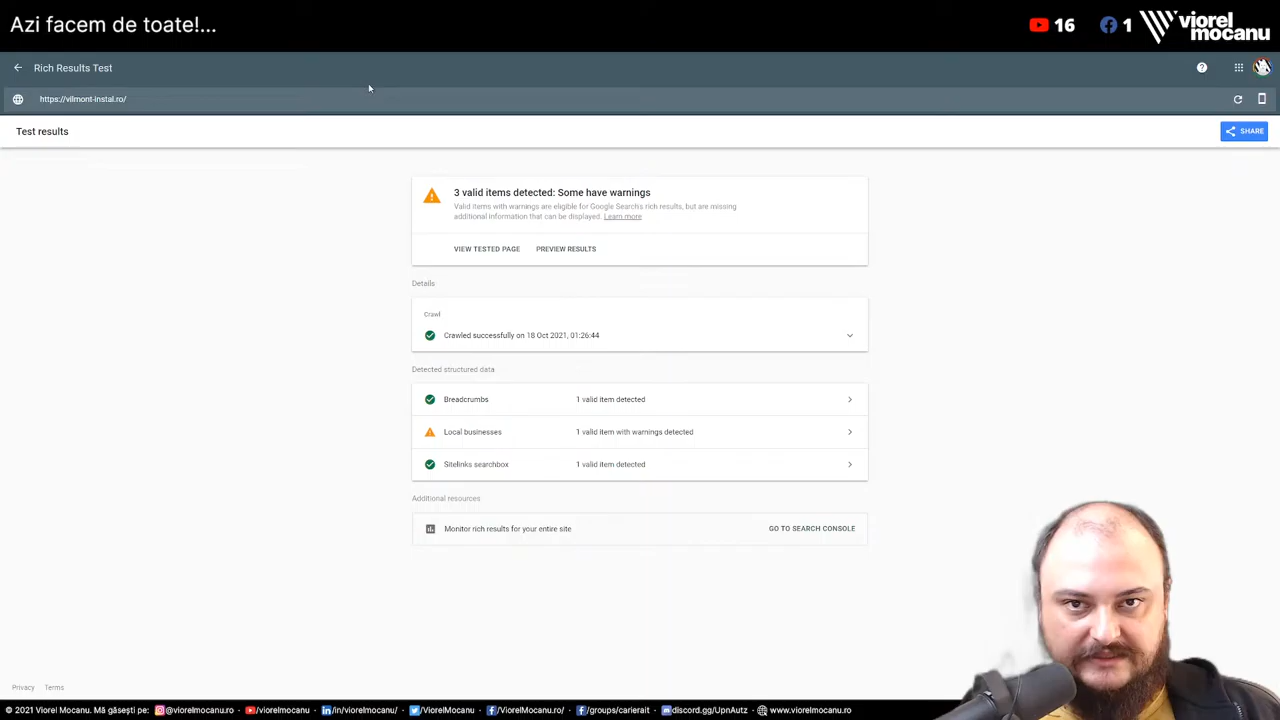 Azi facem de toate!...
16
1
viorel
mocanu
Rich Results Test
https://vilmont-instal.ro/
Test results
SHARE
3 valid items detected: Some have warnings
Valid items with warnings are eligible for Google Search's rich results, but are missing
additional information that can be displayed. Learn more
VIEW TESTED PAGE PREVIEW RESULTS
Details
Crawl
Crawled successfully on 18 Oct 2021, 01:26:44
Detected structured data
Breadcrumbs 1 valid item detected
Local businesses 1 valid item with warnings detected
Sitelinks searchbox 1 valid item detected
Additional resources
Monitor rich results for your entire site GO TO SEARCH CONSOLE
Privacy Terms
© 2021 Viorel Mocanu. Mă găsești pe: @viorelmocanu.ro · /viorelmocanu · /in/viorelmocanu/ · /ViorelMocanu · /ViorelMocanu.ro/ · /groups/carierait · discord.gg/UpnAutz · www.viorelmocanu.ro